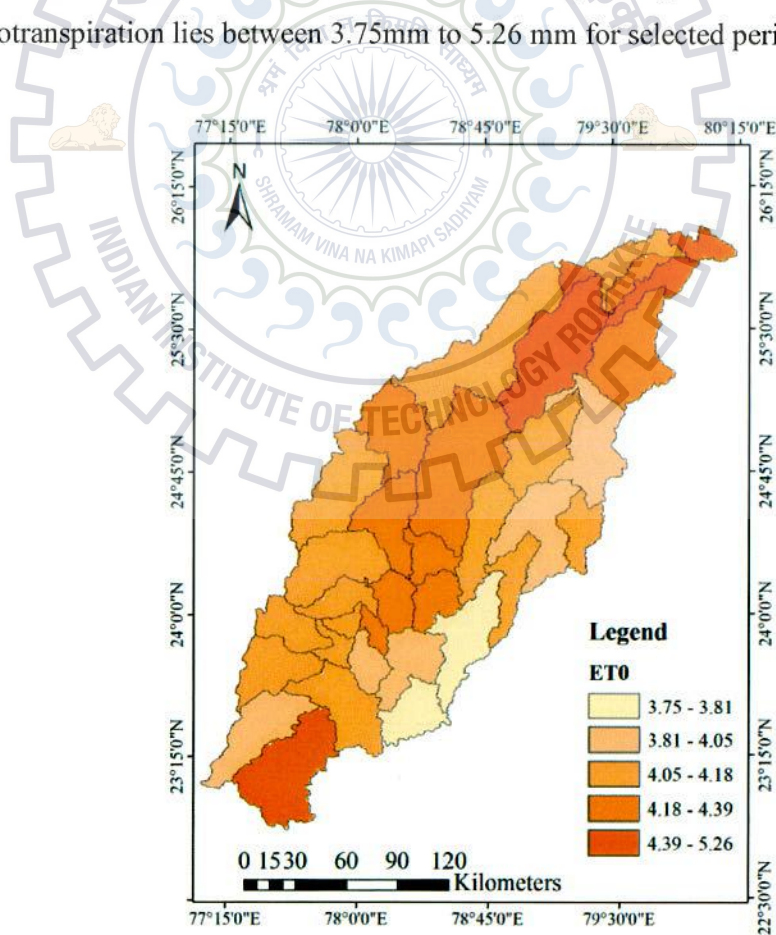 otranspiration lies between 3.75mm to 5.26 mm for selected peri
77°15'0"E 78°0'0"E 78°45'0"E 79°30'0"E 80°15'0"E
N
26°15'0"N 26°15'0"N
25°30'0"N 25°30'0"N
24°45'0"N 24°45'0"N
24°0'0"N 24°0'0"N
23°15'0"N 23°15'0"N
22°30'0"N
श्रमं विना न किमपि साध्यम्
SHRAMAM VINA NA KIMAPI SADHYAM
INDIAN INSTITUTE OF TECHNOLOGY ROORKEE
Legend
ET0
3.75 - 3.81
3.81 - 4.05
4.05 - 4.18
4.18 - 4.39
4.39 - 5.26
0 15 30 60 90 120
Kilometers
77°15'0"E 78°0'0"E 78°45'0"E 79°30'0"E